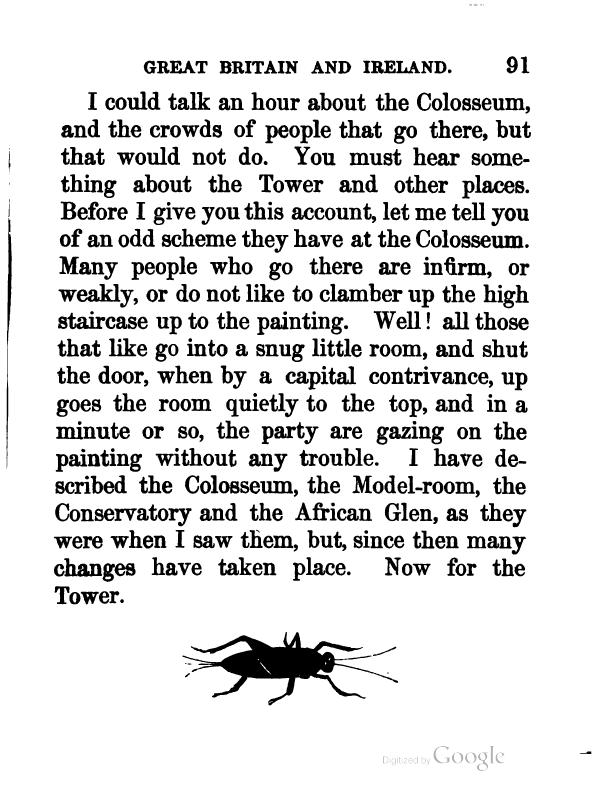 GREAT BRITAIN AND IRELAND. 91
I could talk an hour about the Colosseum,
and the crowds of people that go there, but
that would not do. You must hear some-
thing about the Tower and other places.
Before I give you this account, let me tell you
of an odd scheme they have at the Colosseum.
Many people who go there are infirm, or
weakly, or do not like to clamber up the high
staircase up to the painting. Well! all those
that like go into a snug little room, and shut
the door, when by a capital contrivance, up
goes the room quietly to the top, and in a
minute or so, the party are gazing on the
painting without any trouble. I have de-
scribed the Colosseum, the Model-room, the
Conservatory and the African Glen, as they
were when I saw them, but, since then many
changes have taken place. Now for the
Tower.
Digitized by Google